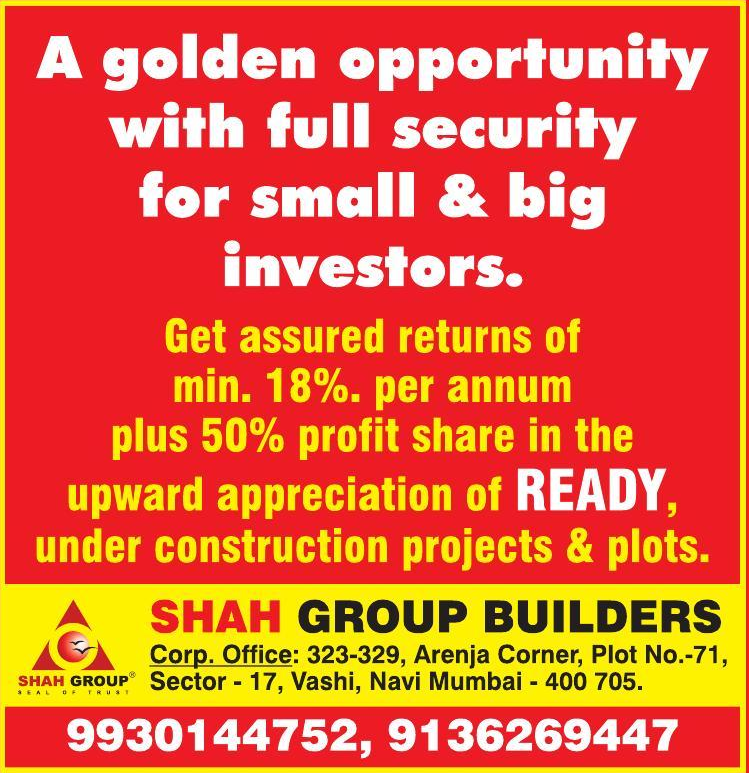 A golden opportunity
with full security
for small & big
investors.
Get assured returns of
min. 18%. per annum
plus 50% profit share in the
upward appreciation of READY,
under construction projects & plots.
SHAH GROUP®
SEAL OF TRUST
SHAH GROUP BUILDERS
Corp. Office: 323-329, Arenja Corner, Plot No.-71,
Sector - 17, Vashi, Navi Mumbai - 400 705.
9930144752, 9136269447